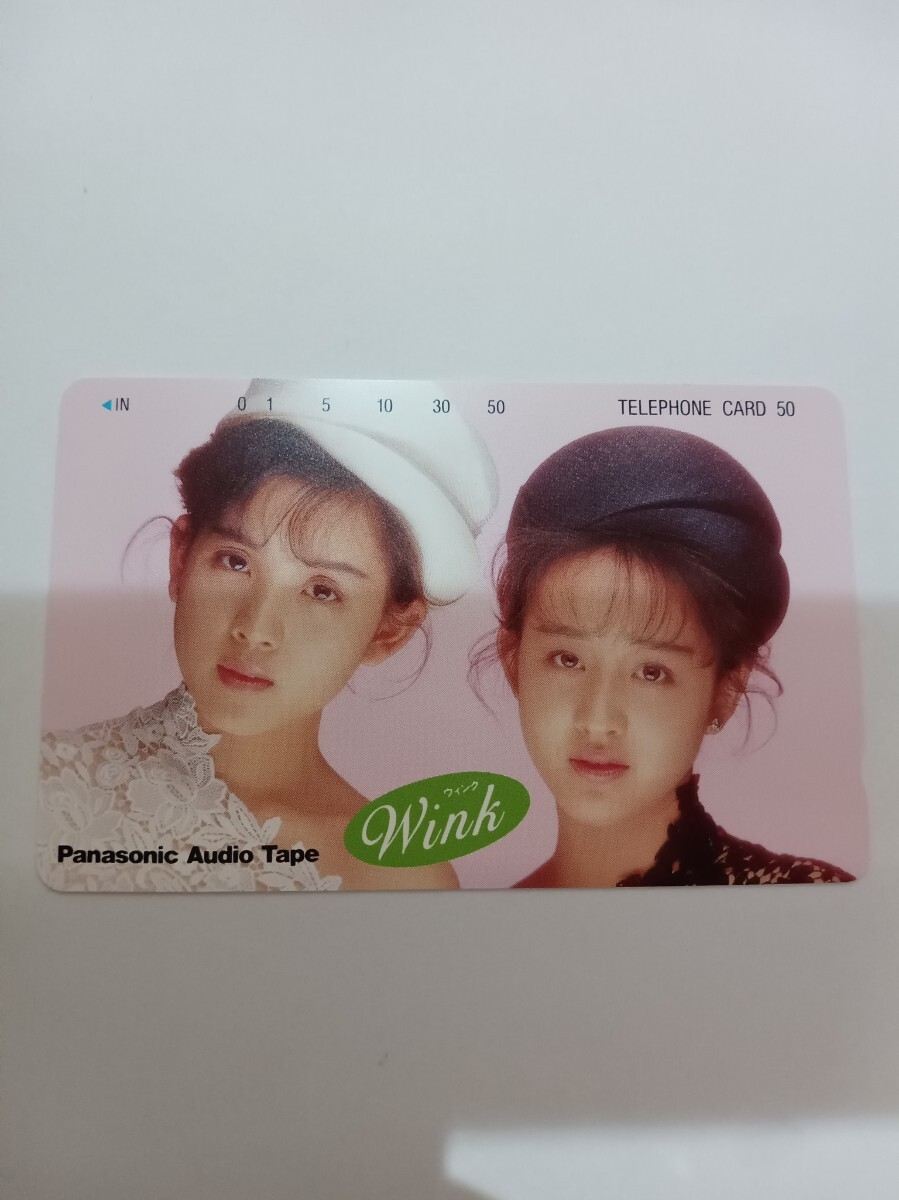 ◀IN 0 1 5 10 30 50 TELEPHONE CARD 50
ウィンク
Wink
Panasonic Audio Tape